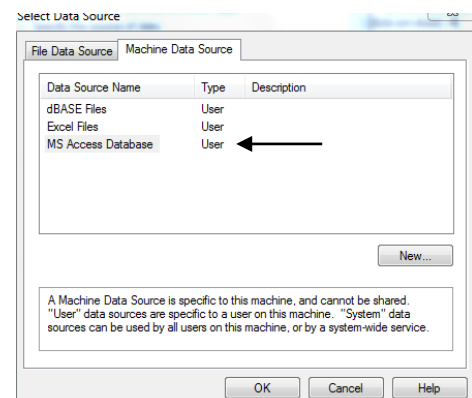 Select Data Source
File Data Source Machine Data Source
Data Source Name Type Description
dBASE Files User
Excel Files User
MS Access Database User
New...
A Machine Data Source is specific to this machine, and cannot be shared.
"User" data sources are specific to a user on this machine. "System" data
sources can be used by all users on this machine, or by a system-wide service.
OK Cancel Help